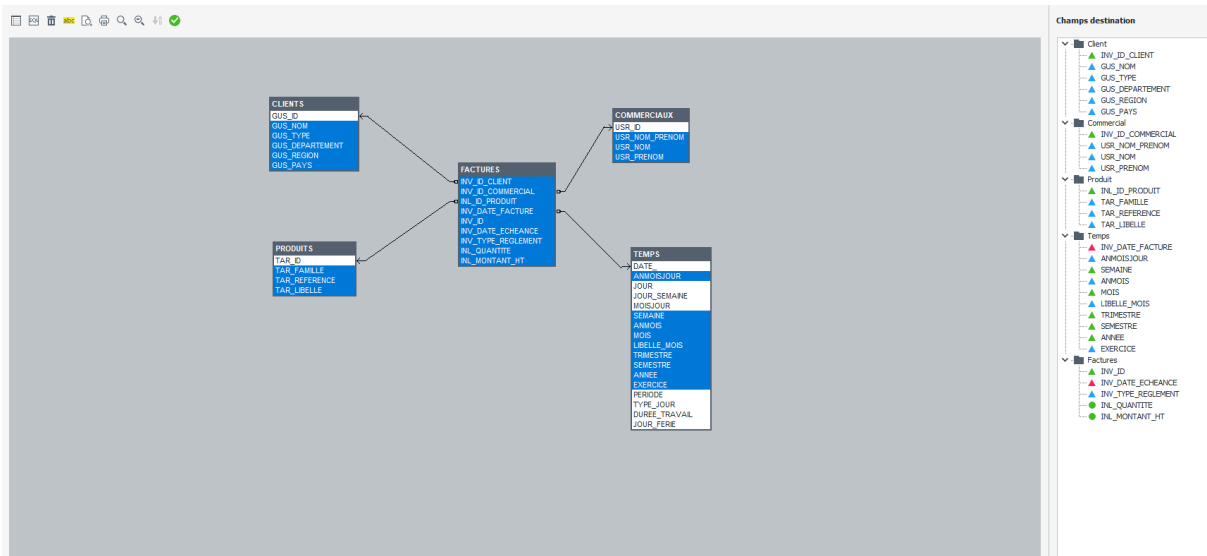 SQL
abc
Champs destination
CLIENTS
GUS_ID
GUS_NOM
GUS_TYPE
GUS_DEPARTEMENT
GUS_REGION
GUS_PAYS
COMMERCIAUX
USR_ID
USR_NOM_PRENOM
USR_NOM
USR_PRENOM
FACTURES
INV_ID_CLIENT
INV_ID_COMMERCIAL
INL_ID_PRODUIT
INV_DATE_FACTURE
INV_ID
INV_DATE_ECHEANCE
INV_TYPE_REGLEMENT
INL_QUANTITE
INL_MONTANT_HT
PRODUITS
TAR_ID
TAR_FAMILLE
TAR_REFERENCE
TAR_LIBELLE
TEMPS
DATE_
ANMOISJOUR
JOUR
JOUR_SEMAINE
MOISJOUR
SEMAINE
ANMOIS
MOIS
LIBELLE_MOIS
TRIMESTRE
SEMESTRE
ANNEE
EXERCICE
PERIODE
TYPE_JOUR
DUREE_TRAVAIL
JOUR_FERIE
Client
INV_ID_CLIENT
GUS_NOM
GUS_TYPE
GUS_DEPARTEMENT
GUS_REGION
GUS_PAYS
Commercial
INV_ID_COMMERCIAL
USR_NOM_PRENOM
USR_NOM
USR_PRENOM
Produit
INL_ID_PRODUIT
TAR_FAMILLE
TAR_REFERENCE
TAR_LIBELLE
Temps
INV_DATE_FACTURE
ANMOISJOUR
SEMAINE
ANMOIS
MOIS
LIBELLE_MOIS
TRIMESTRE
SEMESTRE
ANNEE
EXERCICE
Factures
INV_ID
INV_DATE_ECHEANCE
INV_TYPE_REGLEMENT
INL_QUANTITE
INL_MONTANT_HT